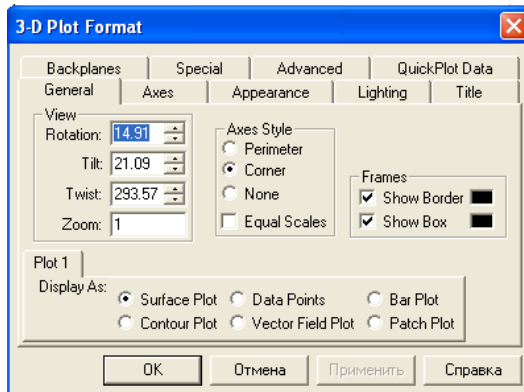 3-D Plot Format
Backplanes Special Advanced QuickPlot Data
General Axes Appearance Lighting Title
View
Rotation: 14.91
Tilt: 21.09
Twist: 293.57
Zoom: 1
Axes Style
Perimeter
Corner
None
Equal Scales
Frames
Show Border
Show Box
Plot 1
Display As:
Surface Plot Data Points Bar Plot
Contour Plot Vector Field Plot Patch Plot
OK Отмена Применить Справка